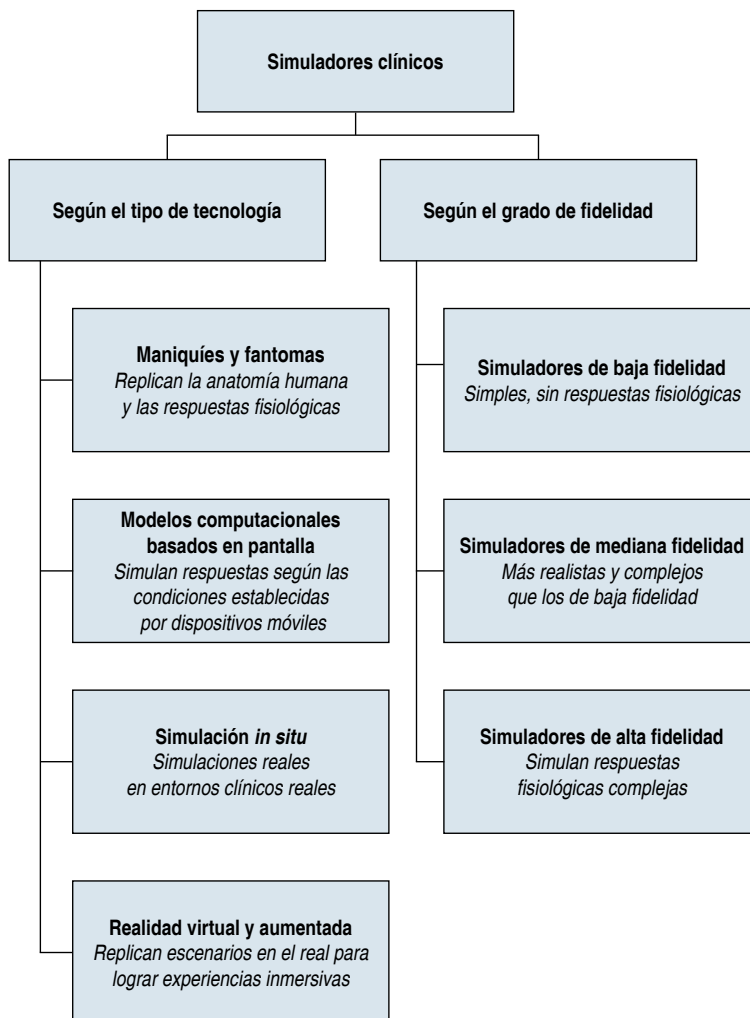 Simuladores clínicos
Según el tipo de tecnología
Según el grado de fidelidad
Maniquíes y fantomas
Replican la anatomía humana
y las respuestas fisiológicas
Modelos computacionales
basados en pantalla
Simulan respuestas según las
condiciones establecidas
por dispositivos móviles
Simulación in situ
Simulaciones reales
en entornos clínicos reales
Realidad virtual y aumentada
Replican escenarios en el real para
lograr experiencias inmersivas
Simuladores de baja fidelidad
Simples, sin respuestas fisiológicas
Simuladores de mediana fidelidad
Más realistas y complejos
que los de baja fidelidad
Simuladores de alta fidelidad
Simulan respuestas
fisiológicas complejas